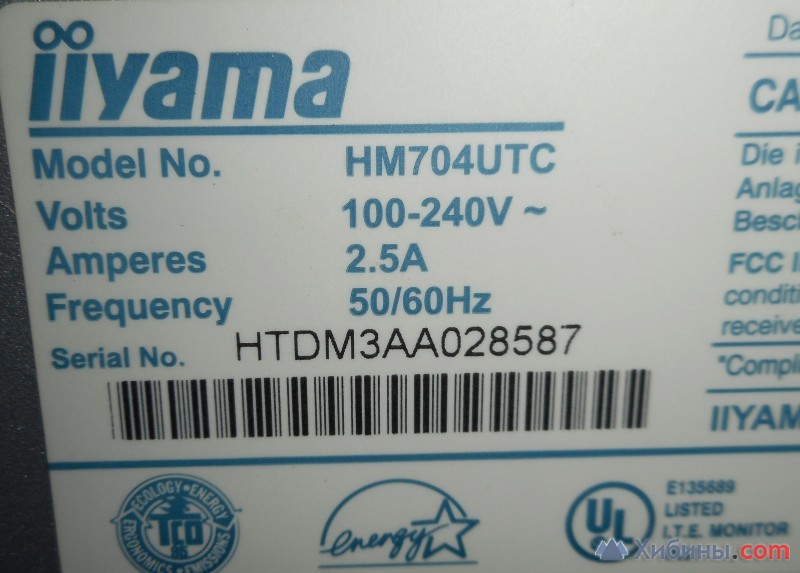 iiyama
Model No. HM704UTC
Volts 100-240V ~
Amperes 2.5A
Frequency 50/60Hz
Serial No. HTDM3AA028587
Da
CA
Die i
Anlag
Besch
FCC I
conditi
receive
*Compli
IIYAM
ECOLOGY ENERGY
TCO
ERGONOMICS EMISSIONS
energy
UL
E135689
LISTED
I.T.E. MONITOR
Хибины.com